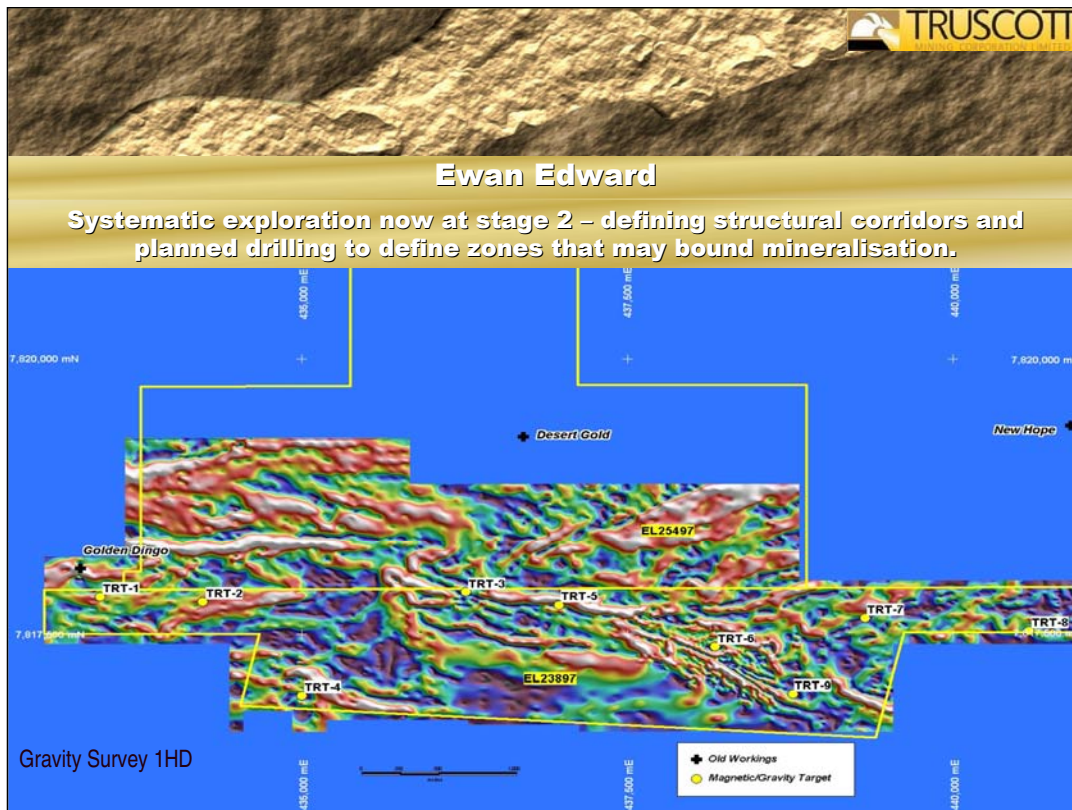 TRUSCOTT
MINING CORPORATION LIMITED
Ewan Edward
Systematic exploration now at stage 2 – defining structural corridors and
planned drilling to define zones that may bound mineralisation.
435,000 mE
437,500 mE
440,000 mE
7,820,000 mN
7,820,000 m
Desert Gold
New Hope
EL25497
Golden Dingo
TRT-1
TRT-2
TRT-3
TRT-5
TRT-7
TRT-8
7,817,500 mN
TRT-6
EL23897
TRT-4
TRT-9
Gravity Survey 1HD
Old Workings
Magnetic/Gravity Target
435,000 mE
437,500 mE
440,000 mE